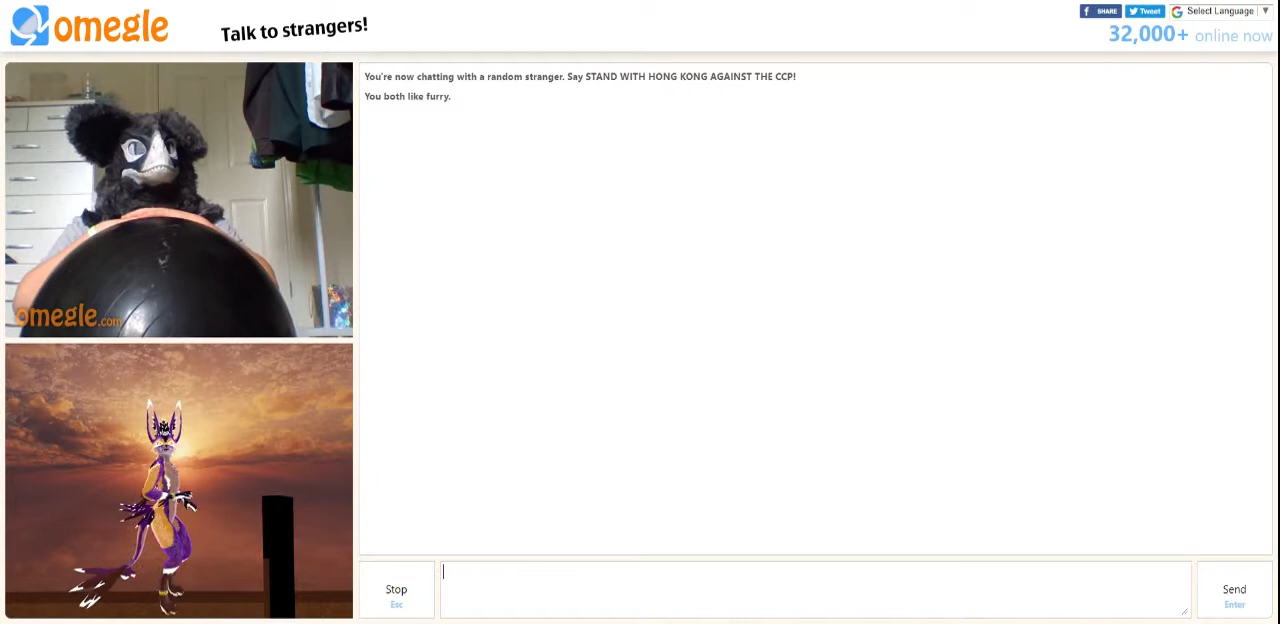 omegle
Talk to strangers!
SHARE
Tweet
Select Language ▼
32,000+ online now
You're now chatting with a random stranger. Say STAND WITH HONG KONG AGAINST THE CCP!
You both like furry.
omegle.com
Stop
Esc
Send
Enter